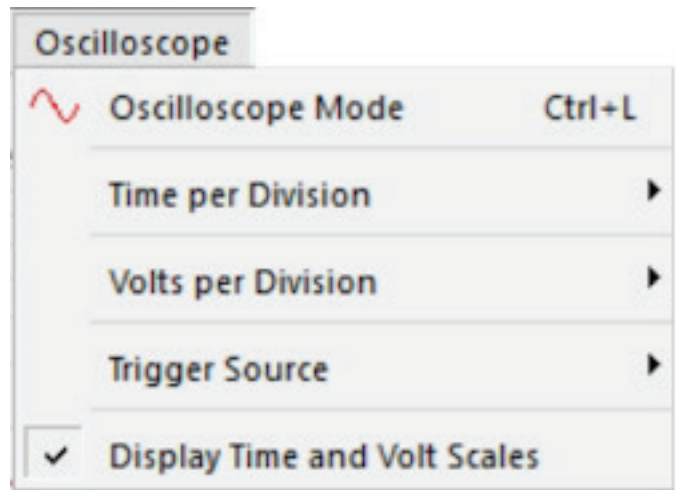 Oscilloscope
Oscilloscope Mode Ctrl+L
Time per Division
Volts per Division
Trigger Source
Display Time and Volt Scales